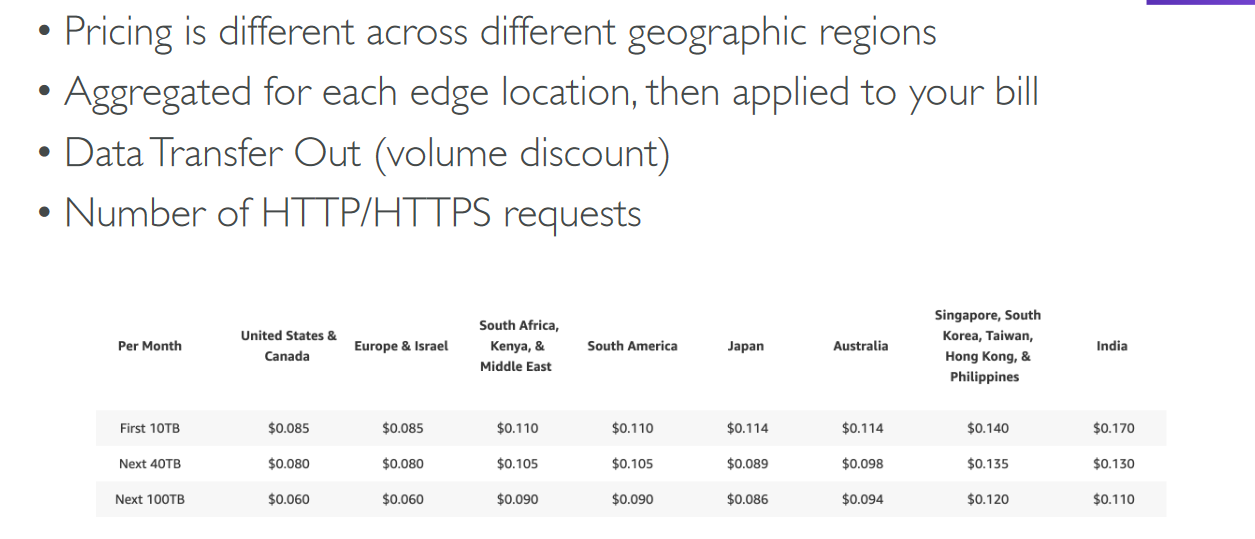 • Pricing is different across different geographic regions
• Aggregated for each edge location, then applied to your bill
• Data Transfer Out (volume discount)
• Number of HTTP/HTTPS requests
Per Month United States & Canada Europe & Israel South Africa, Kenya, & Middle East South America Japan Australia Singapore, South Korea, Taiwan, Hong Kong, & Philippines India
First 10TB $0.085 $0.085 $0.110 $0.110 $0.114 $0.114 $0.140 $0.170
Next 40TB $0.080 $0.080 $0.105 $0.105 $0.089 $0.098 $0.135 $0.130
Next 100TB $0.060 $0.060 $0.090 $0.090 $0.086 $0.094 $0.120 $0.110